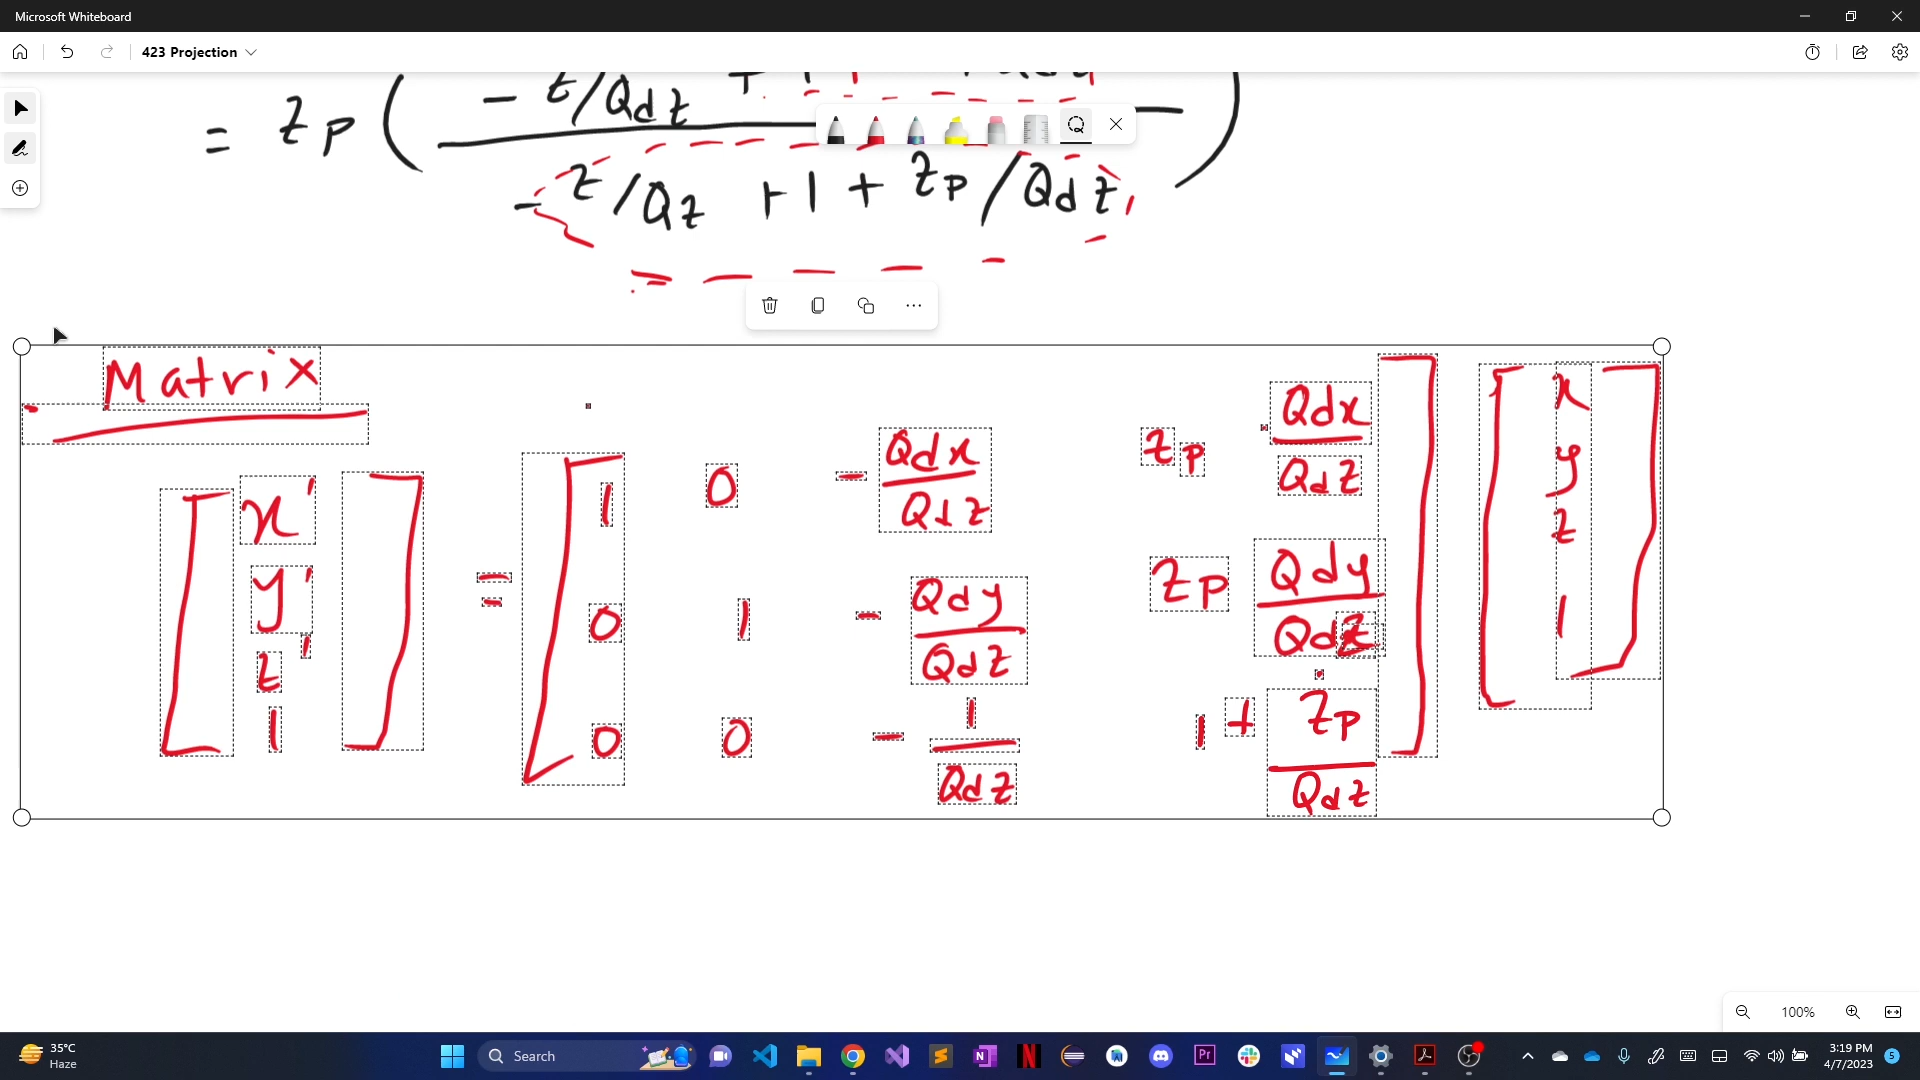 Microsoft Whiteboard
423 Projection
= zp ( - z/Qdz +
- z/Qz + 1 + zp/Qdz )
Matrix
[ x' y' z' 1 ] =
[ 1 0 - Qdx/Qdz zp · Qdx/Qdz
0 1 - Qdy/Qdz zp Qdy/Qdz
0 0 - 1/Qdz 1 + zp/Qdz ]
[ x y z 1 ]
100%
35°C
Haze
Search
3:19 PM
4/7/2023
5